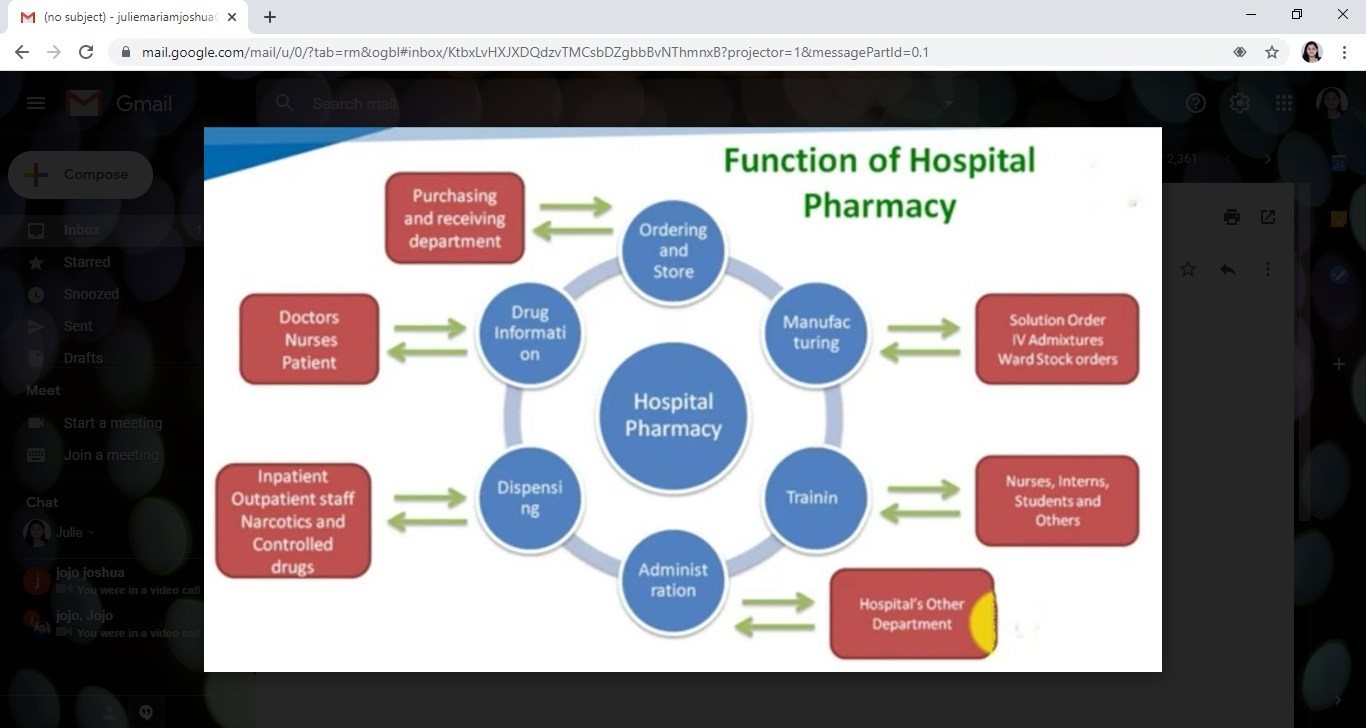 (no subject) - juliemariamjoshua
mail.google.com/mail/u/0/?tab=rm&ogbl#inbox/KtbxLvHXJXDQdzvTMCsbDZgbbBvNThmnxB?projector=1&messagePartId=0.1
Gmail
Search mail
Compose
2,361
Inbox
Starred
Snoozed
Sent
Drafts
Meet
Start a meeting
Join a meeting
Chat
Julie
jojo joshua
You were in a video call
jojo, Jojo
You were in a video call
Function of Hospital
Pharmacy
Purchasing
and receiving
department
Ordering
and
Store
Doctors
Nurses
Patient
Drug
Informati
on
Manufac
turing
Solution Order
IV Admixtures
Ward Stock orders
Hospital
Pharmacy
Inpatient
Outpatient staff
Narcotics and
Controlled
drugs
Dispensi
ng
Trainin
Nurses, Interns,
Students and
Others
Administ
ration
Hospital's Other
Department